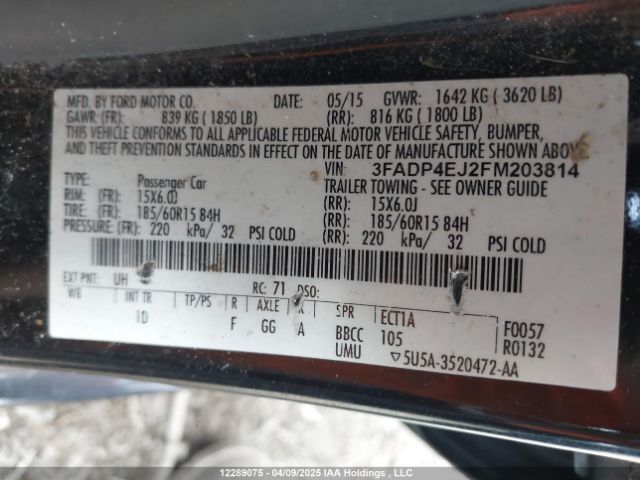 MFD. BY FORD MOTOR CO. DATE: 05/15 GVWR: 1642 KG ( 3620 LB)
GAWR: (FR): 839 KG ( 1850 LB) (RR): 816 KG ( 1800 LB)
THIS VEHICLE CONFORMS TO ALL APPLICABLE FEDERAL MOTOR VEHICLE SAFETY, BUMPER,
AND THEFT PREVENTION STANDARDS IN EFFECT ON THE DATE OF MANUFACTURE SHOWN ABOVE.
VIN: 3FADP4EJ2FM203814
TYPE: Passenger Car TRAILER TOWING - SEE OWNER GUIDE
RIM: (FR): 15X6.0J (RR): 15X6.0J
TIRE: (FR): 185/60R15 84H (RR): 185/60R15 84H
PRESSURE: (FR): 220 kPa/ 32 PSI COLD (RR): 220 kPa/ 32 PSI COLD
EXT PNT: UH RC: 71 DSO:
WB INT TR TP/PS R AXLE R SPR ECT1A
1D F GG A BBCC 105 F0057
UMU ▽5U5A-3520472-AA R0132
12289075 - 04/09/2025 IAA Holdings , LLC